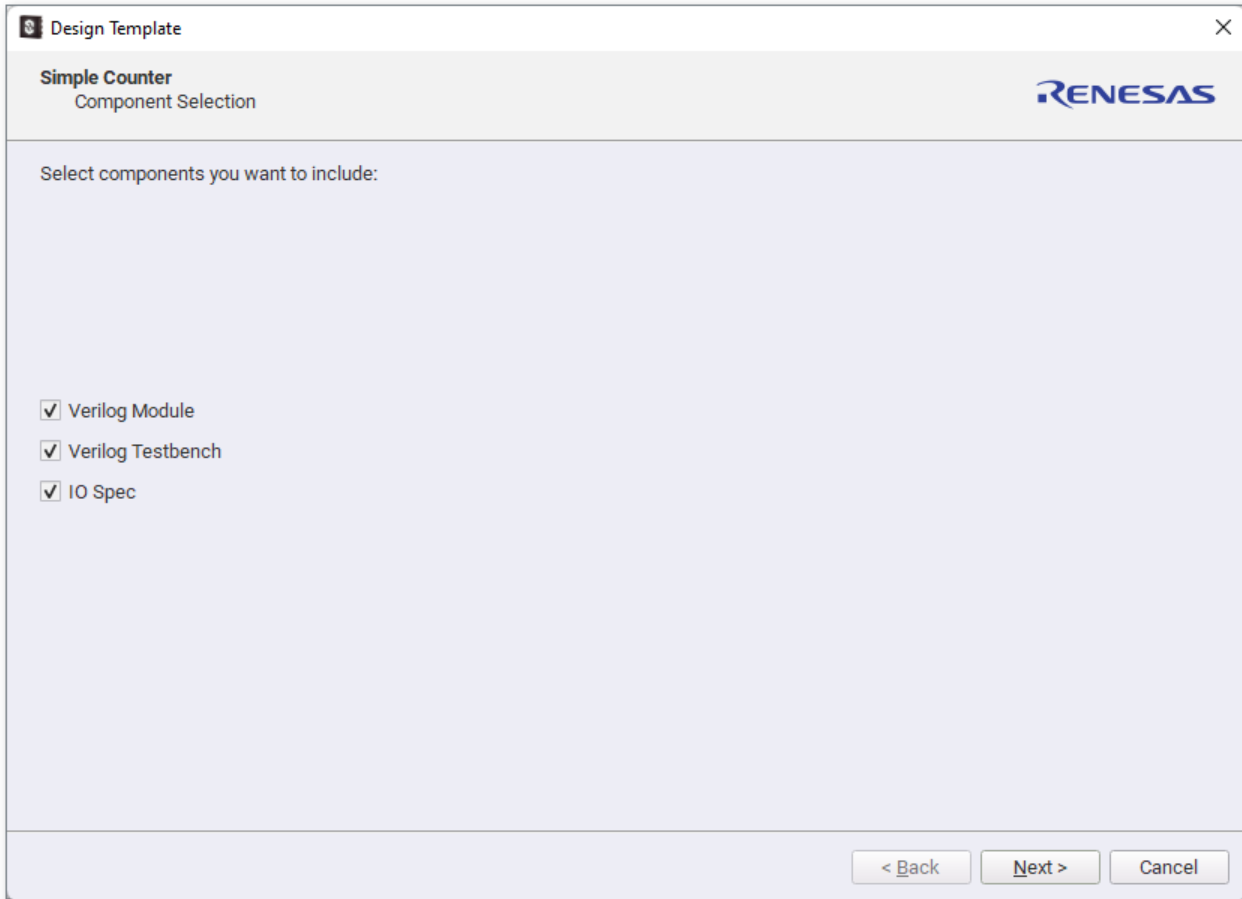 Design Template
Simple Counter
Component Selection
RENESAS
Select components you want to include:
Verilog Module
Verilog Testbench
IO Spec
< Back
Next >
Cancel